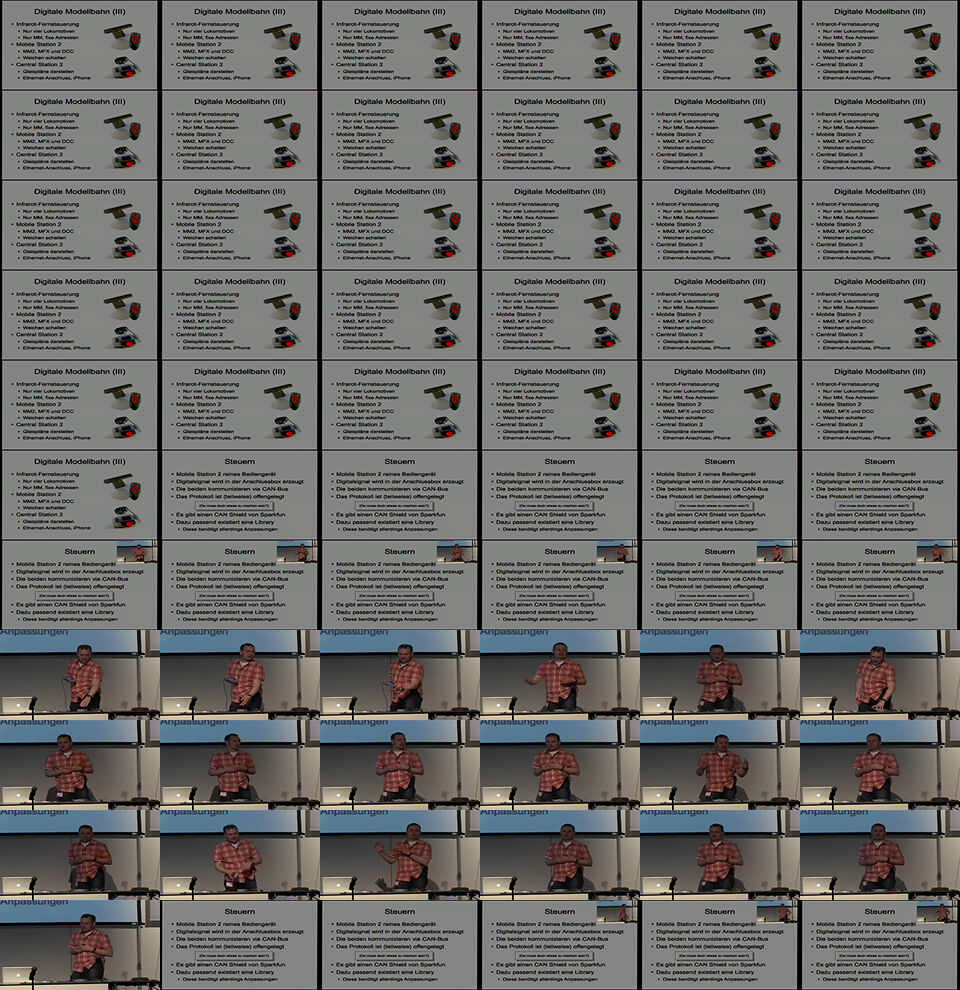 Digitale Modellbahn (III)
• Infrarot-Fernsteuerung
• Nur vier Lokomotiven
• Nur MM, fixe Adressen
• Mobile Station 2
• MM2, MFX und DCC
• Weichen schalten
• Central Station 2
• Gleispläne darstellen
• Ethernet-Anschluss, iPhone
Steuern
• Mobile Station 2 reines Bediengerät
• Digitalsignal wird in der Anschlussbox erzeugt
• Die beiden kommunizieren via CAN-Bus
• Das Protokoll ist (teilweise) offengelegt
• Es gibt einen CAN Shield von Sparkfun
• Dazu passend existiert eine Library
• Diese benötigt allerdings Anpassungen
Anpassungen